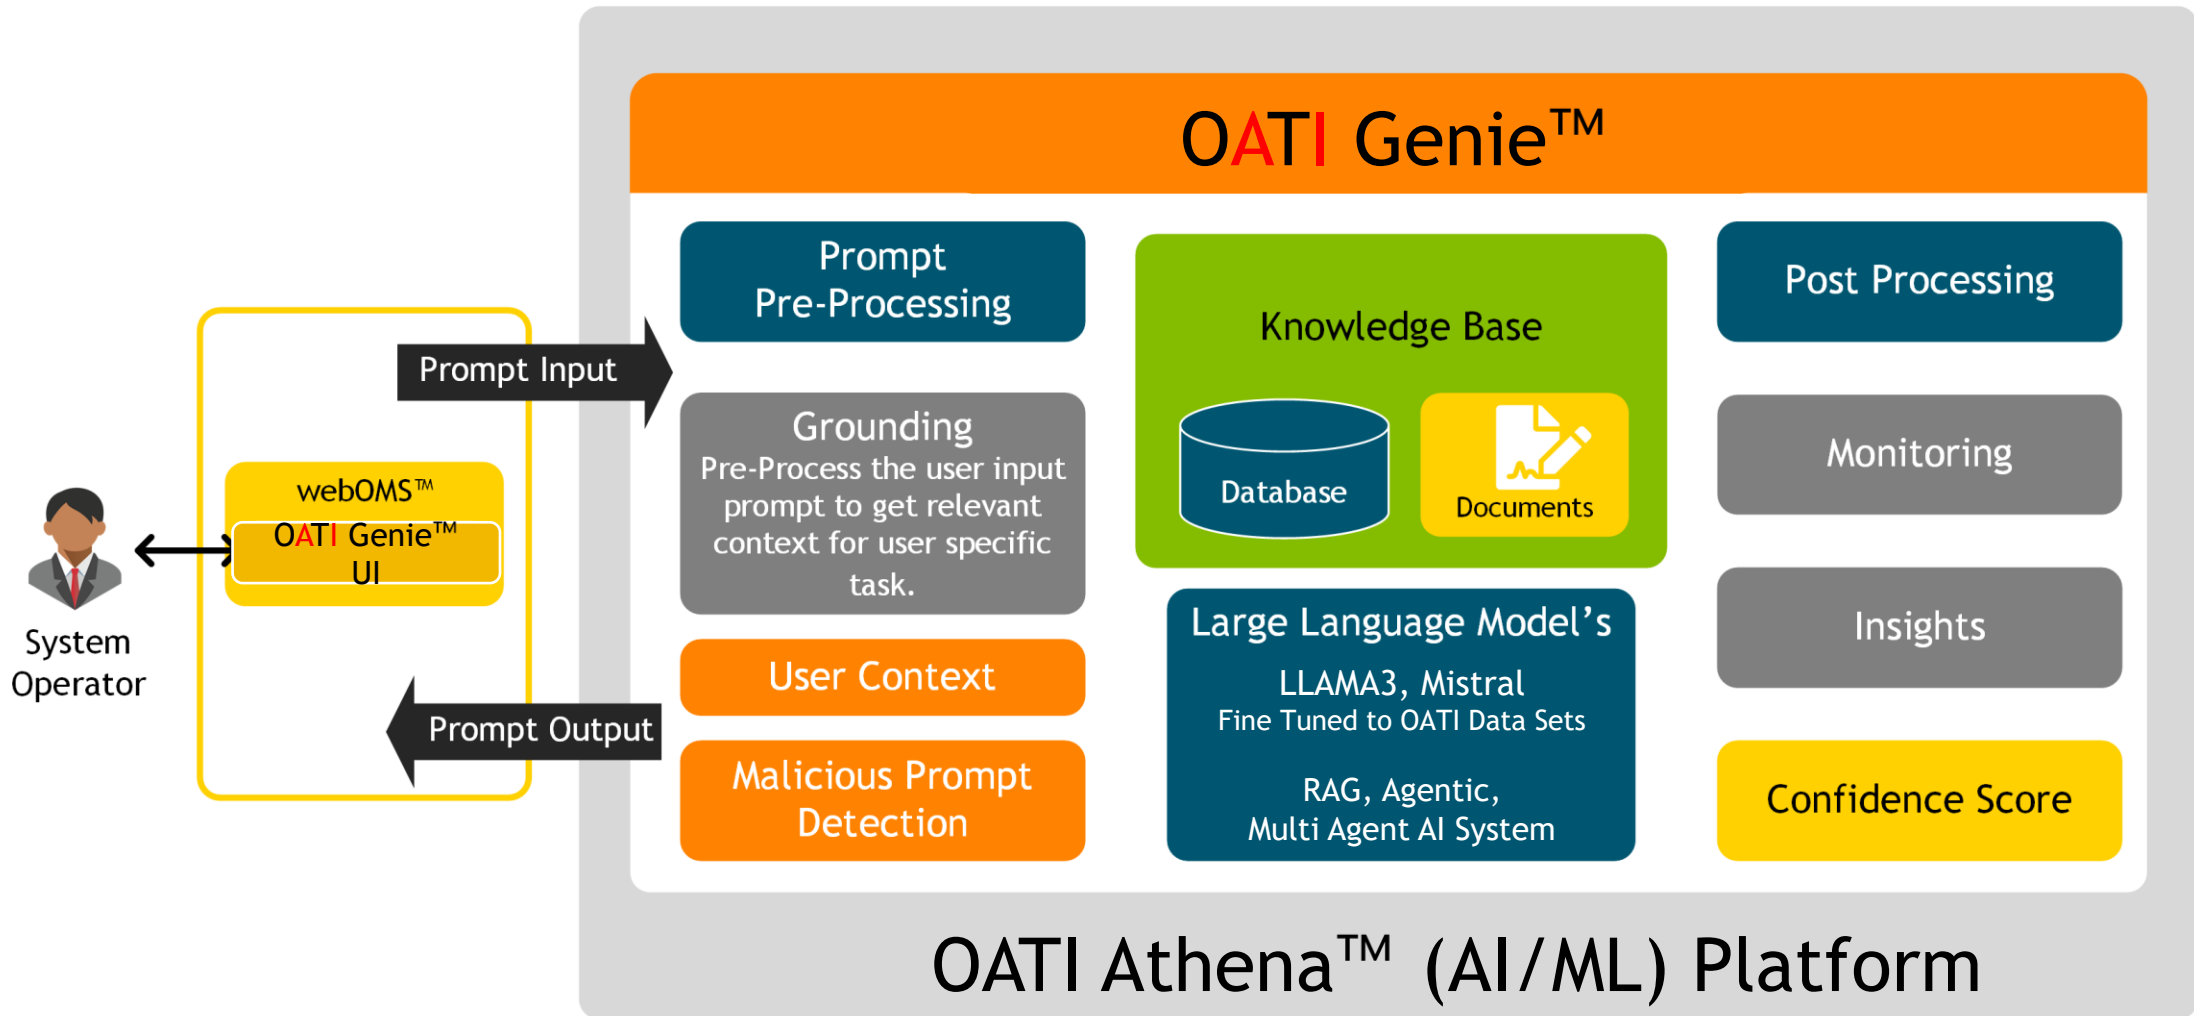 OATI Genie™
Prompt
Pre-Processing
Grounding
Pre-Process the user input
prompt to get relevant
context for user specific
task.
User Context
Malicious Prompt
Detection
Knowledge Base
Database
Documents
Large Language Model’s
LLAMA3, Mistral
Fine Tuned to OATI Data Sets
RAG, Agentic,
Multi Agent AI System
Post Processing
Monitoring
Insights
Confidence Score
Prompt Input
webOMS™
OATI Genie™
UI
System
Operator
Prompt Output
OATI Athena™ (AI/ML) Platform